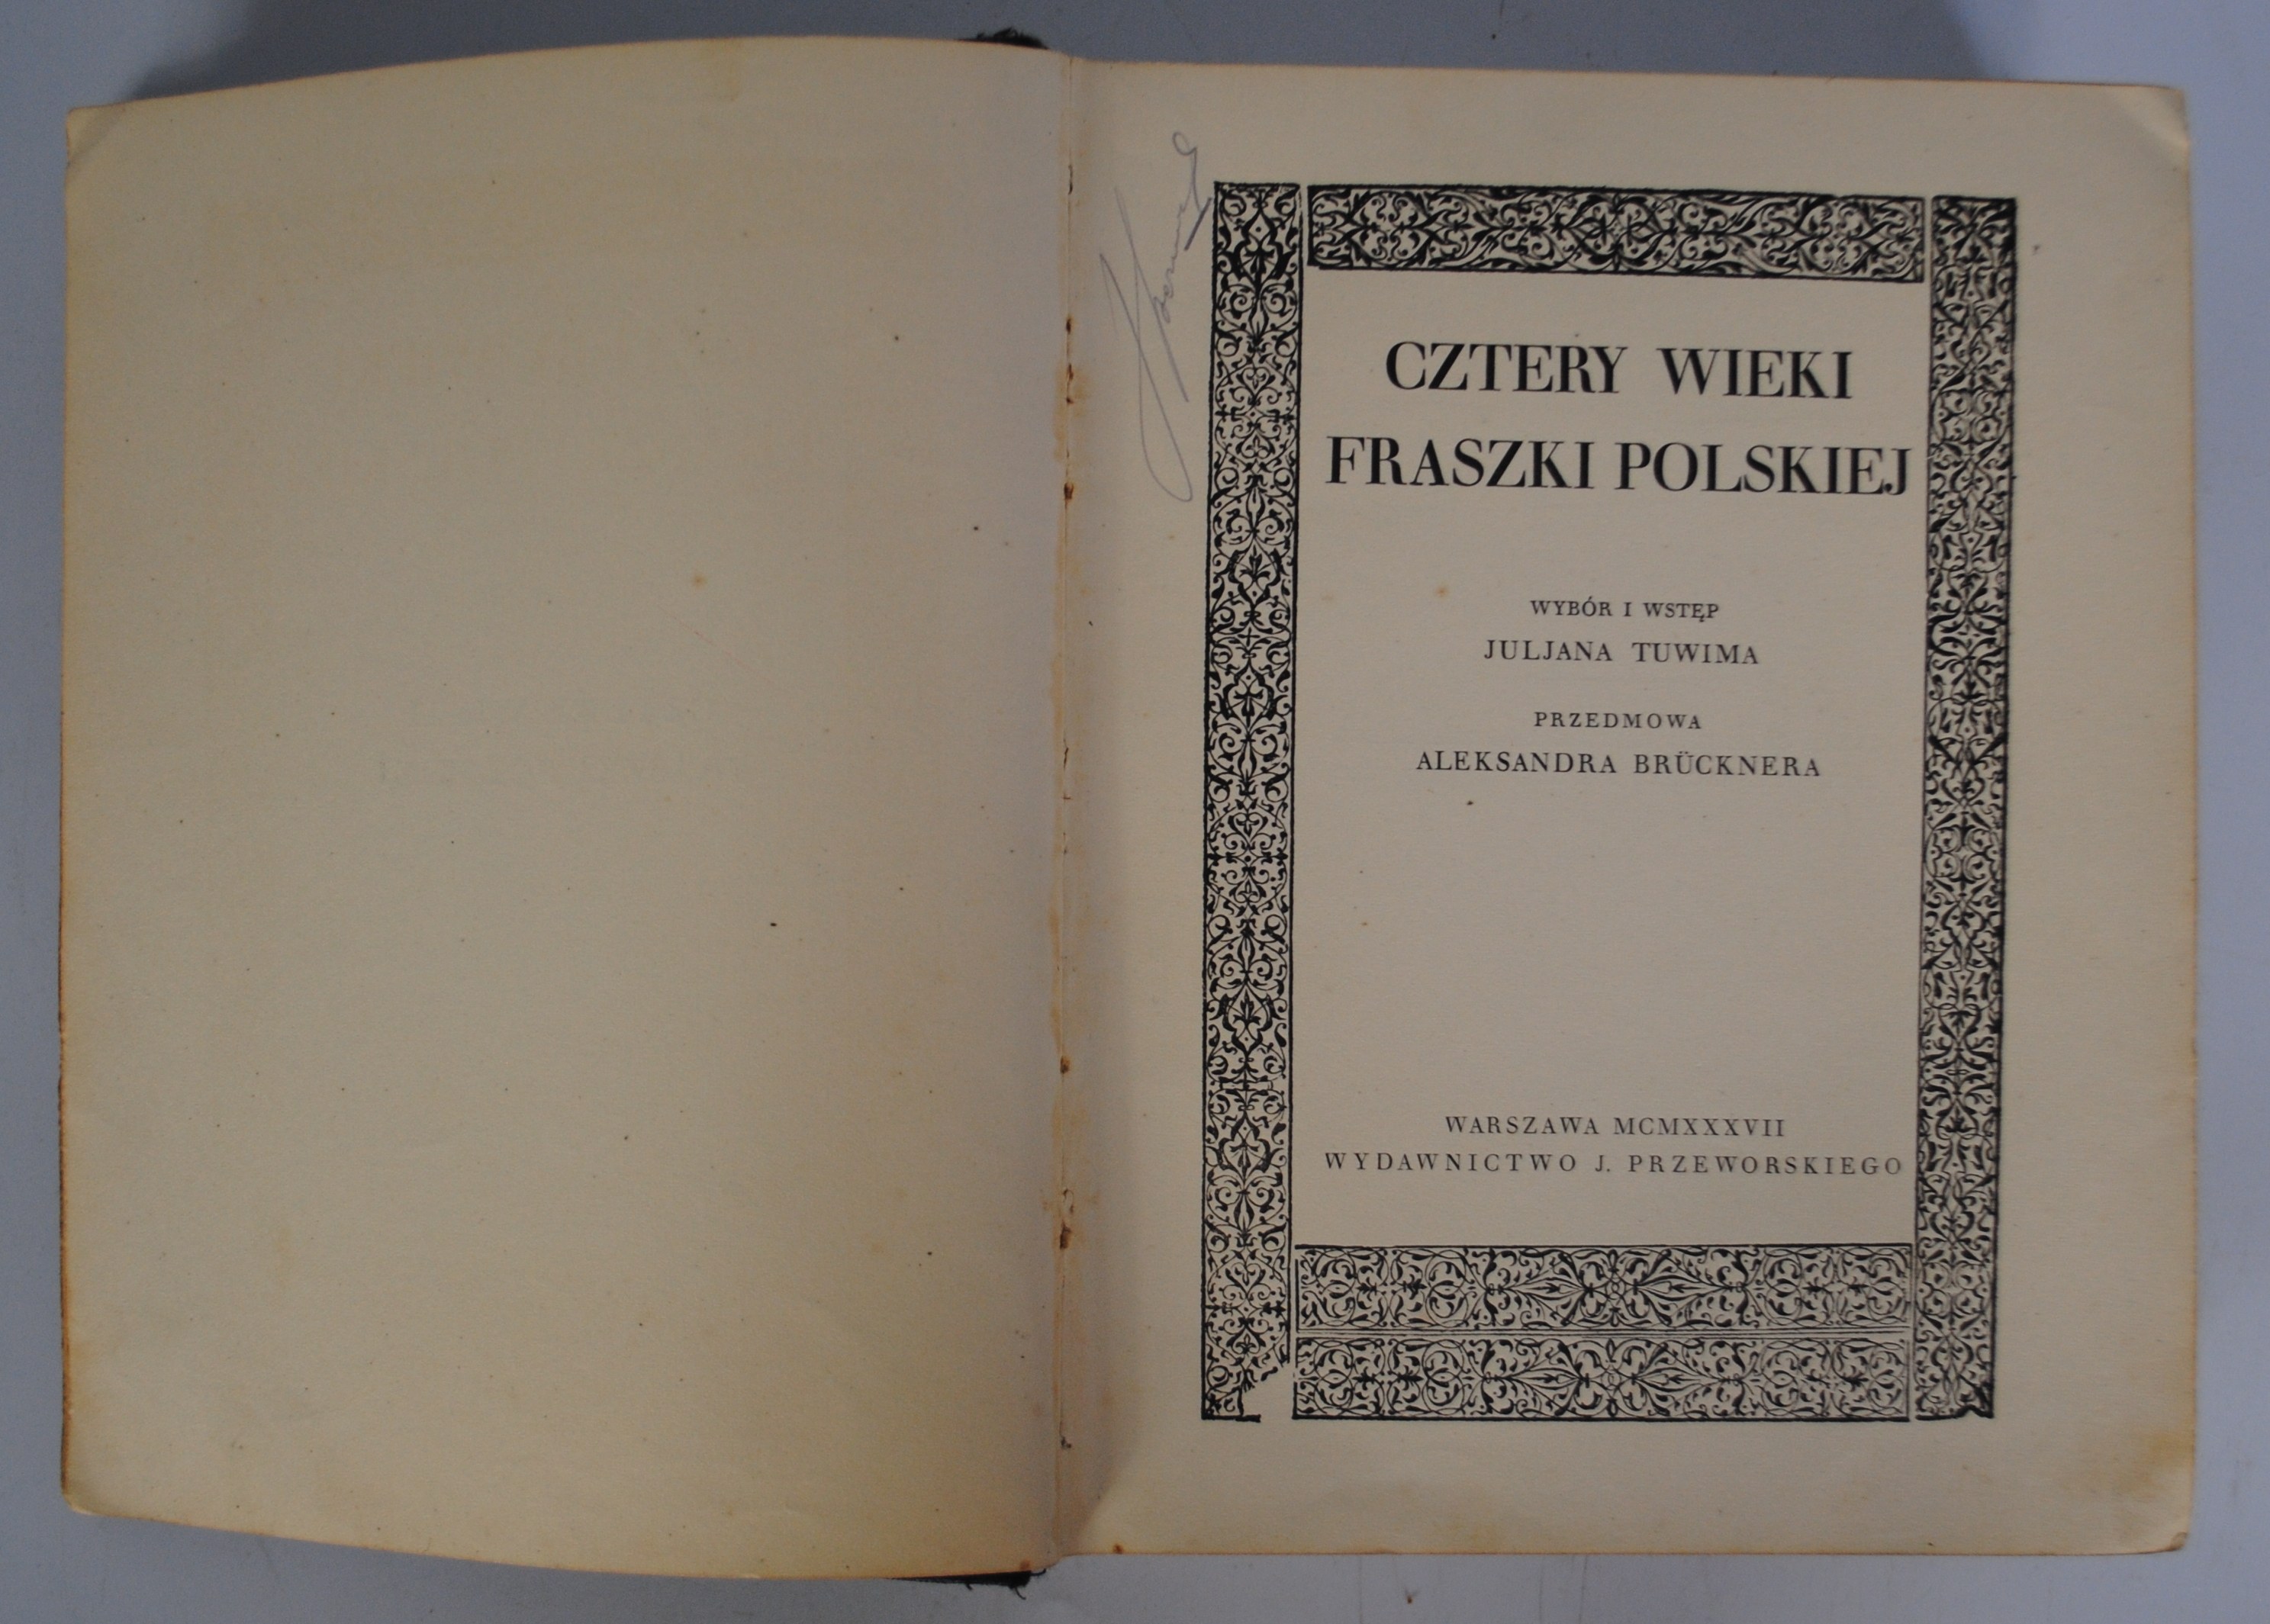 CZTERY WIEKI
FRASZKI POLSKIEJ
WYBÓR I WSTĘP
JULJANA TUWIMA
PRZEDMOWA
ALEKSANDRA BRÜCKNERA
WARSZAWA MCMXXXVII
WYDAWNICTWO J. PRZEWORSKIEGO